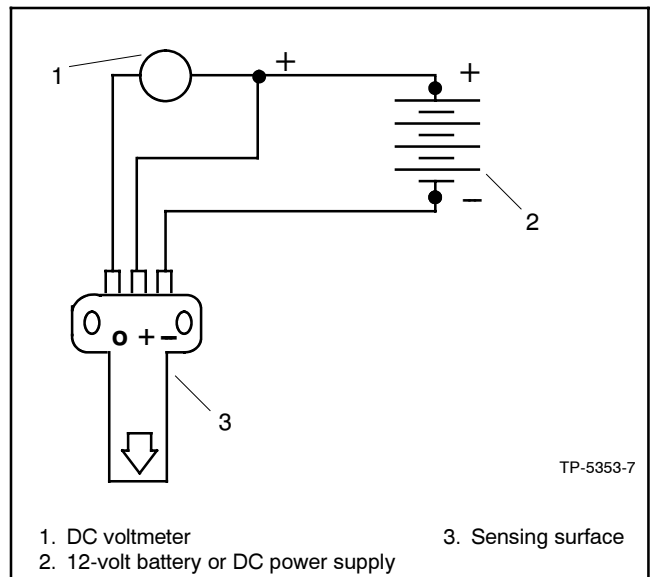 1
+
+
2
−
o + −
3
TP-5353-7
1. DC voltmeter
3. Sensing surface
2. 12-volt battery or DC power supply